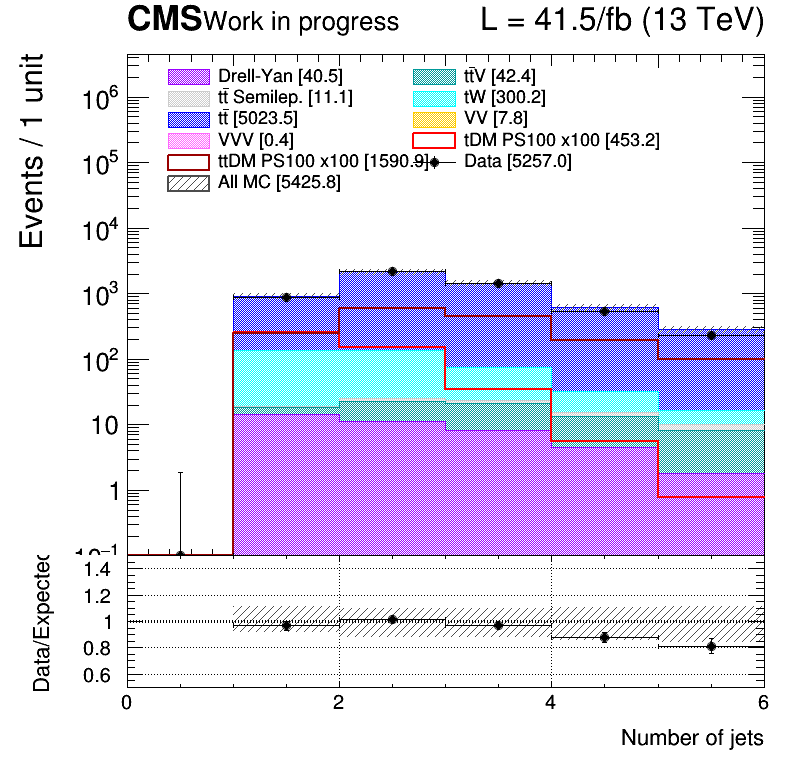 CMS Work in progress L = 41.5/fb (13 TeV)
Events / 1 unit
Drell-Yan [40.5] tt̄V [42.4]
tt̄ Semilep. [11.1] tW [300.2]
tt̄ [5023.5] VV [7.8]
VVV [0.4] tDM PS100 x100 [453.2]
ttDM PS100 x100 [1590.9] Data [5257.0]
All MC [5425.8]
10⁶
10⁵
10⁴
10³
10²
10
1
10⁻¹
Data/Expected
1.4
1.2
1
0.8
0.6
0 2 4 6
Number of jets